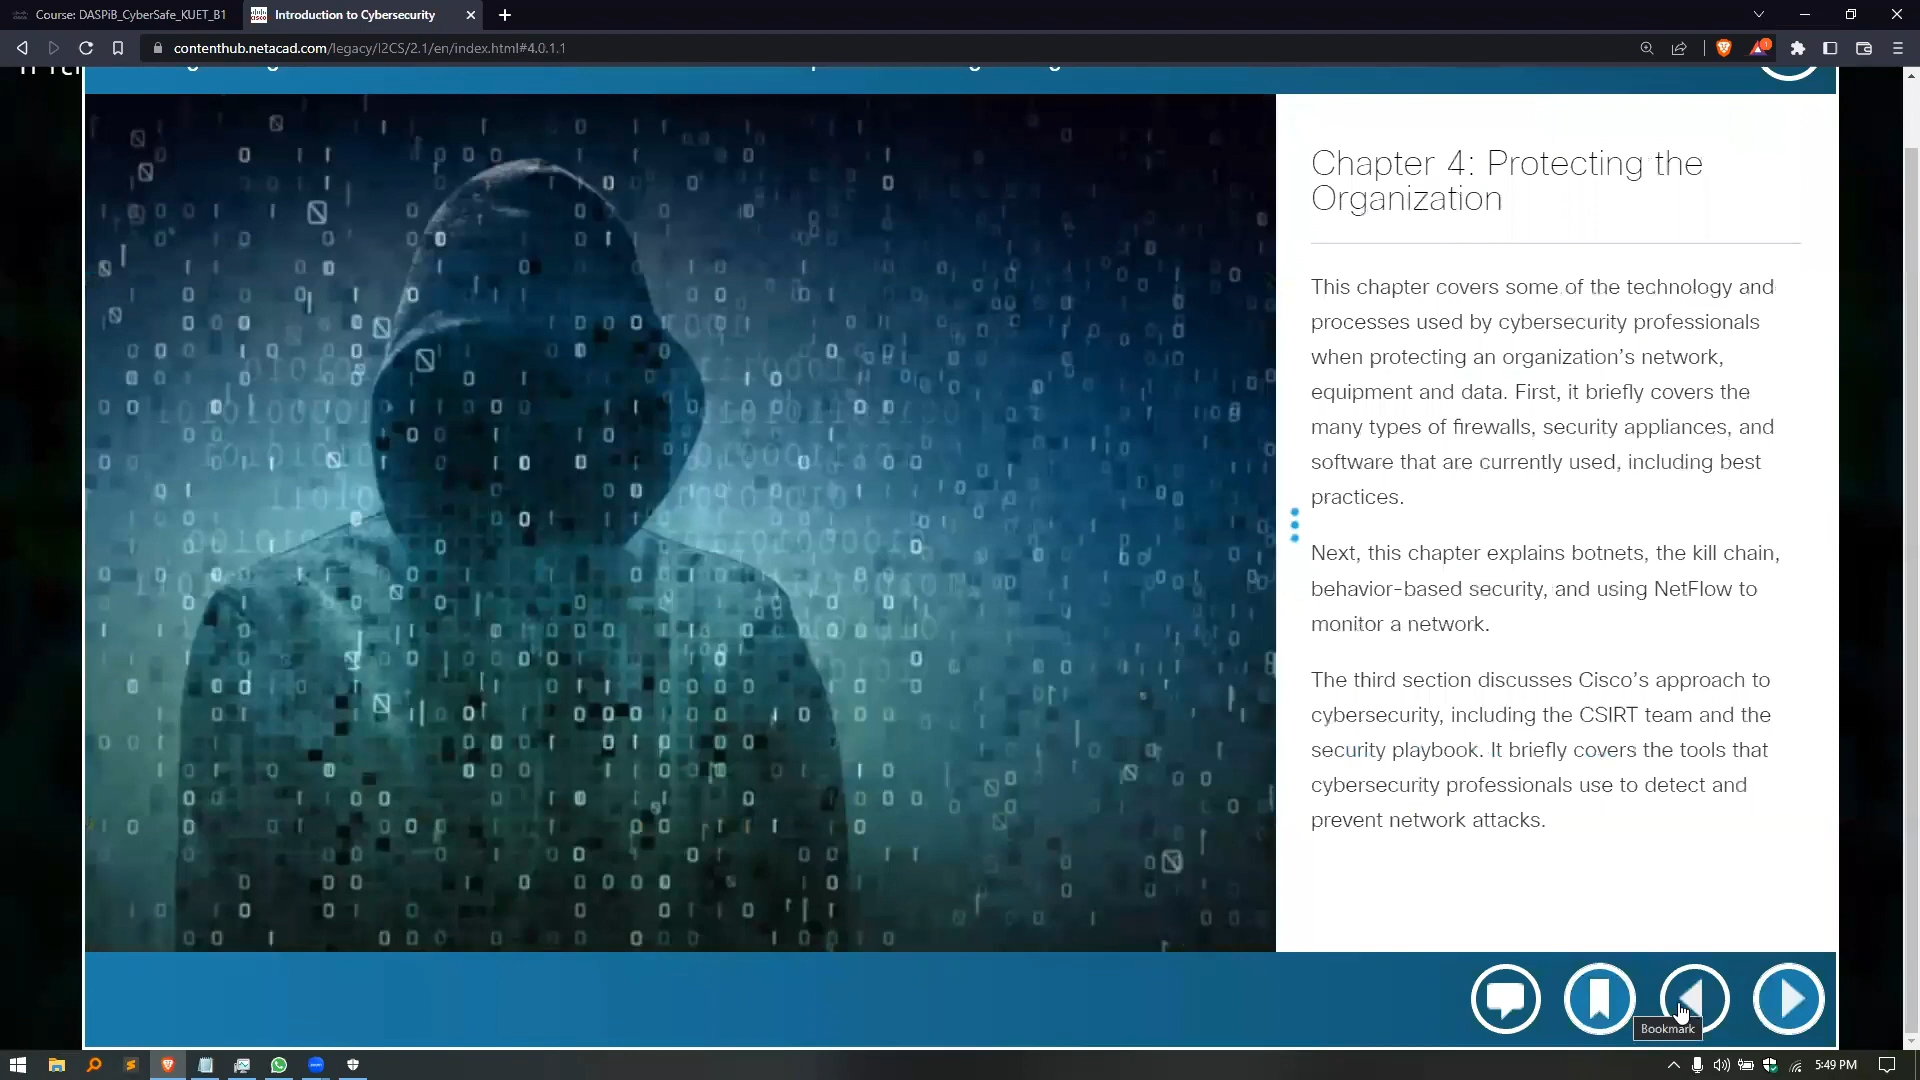 Course: DASPiB_CyberSafe_KUET_B1
Introduction to Cybersecurity
contenthub.netacad.com/legacy/I2CS/2.1/en/index.html#4.0.1.1
1
Chapter 4: Protecting the
Organization
This chapter covers some of the technology and
processes used by cybersecurity professionals
when protecting an organization’s network,
equipment and data. First, it briefly covers the
many types of firewalls, security appliances, and
software that are currently used, including best
practices.
Next, this chapter explains botnets, the kill chain,
behavior-based security, and using NetFlow to
monitor a network.
The third section discusses Cisco’s approach to
cybersecurity, including the CSIRT team and the
security playbook. It briefly covers the tools that
cybersecurity professionals use to detect and
prevent network attacks.
Bookmark
5:49 PM